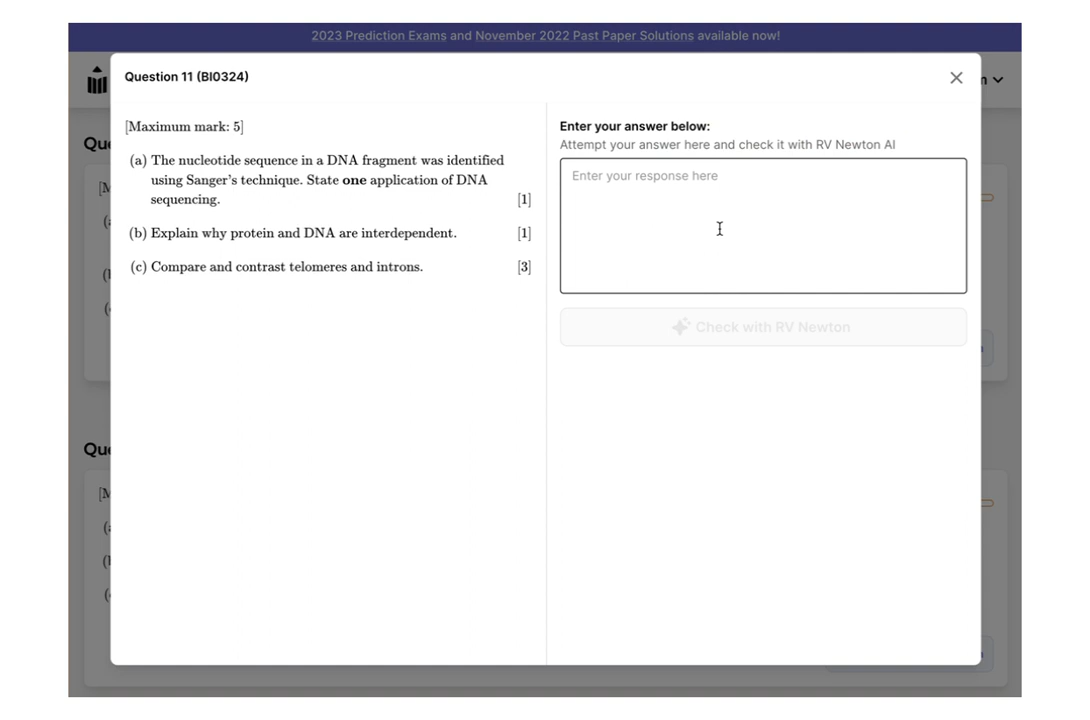 2023 Prediction Exams and November 2022 Past Paper Solutions available now!
Question 11 (BI0324)
[Maximum mark: 5]
(a) The nucleotide sequence in a DNA fragment was identified
using Sanger's technique. State one application of DNA
sequencing. [1]
(b) Explain why protein and DNA are interdependent. [1]
(c) Compare and contrast telomeres and introns. [3]
Enter your answer below:
Attempt your answer here and check it with RV Newton AI
Enter your response here
Check with RV Newton